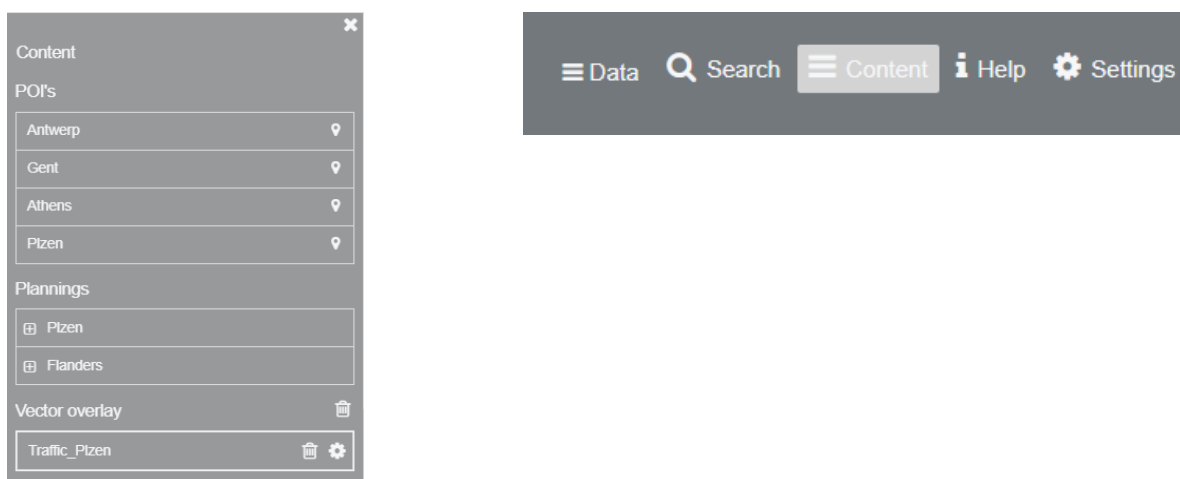 Content
POI's
Antwerp
Gent
Athens
Plzen
Plannings
Plzen
Flanders
Vector overlay
Traffic_Plzen
Data Search Content Help Settings